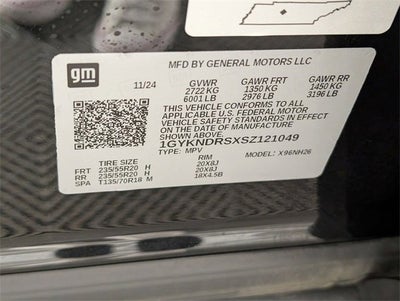 gm
MFD BY GENERAL MOTORS LLC
11/24 GVWR GAWR FRT GAWR RR
2722 KG 1350 KG 1450 KG
6001 LB 2976 LB 3196 LB
THIS VEHICLE CONFORMS TO ALL
APPLICABLE U.S. FEDERAL MOTOR
VEHICLE SAFETY STANDARDS IN EFFECT
ON THE DATE OF MANUFACTURE
SHOWN ABOVE.
1GYKNDRSXSZ121049
TYPE: MPV MODEL: X96NH26
TIRE SIZE RIM
FRT 235/55R20 H 20X8J
RR 235/55R20 H 20X8J
SPA T135/70R18 M 18X4.5B